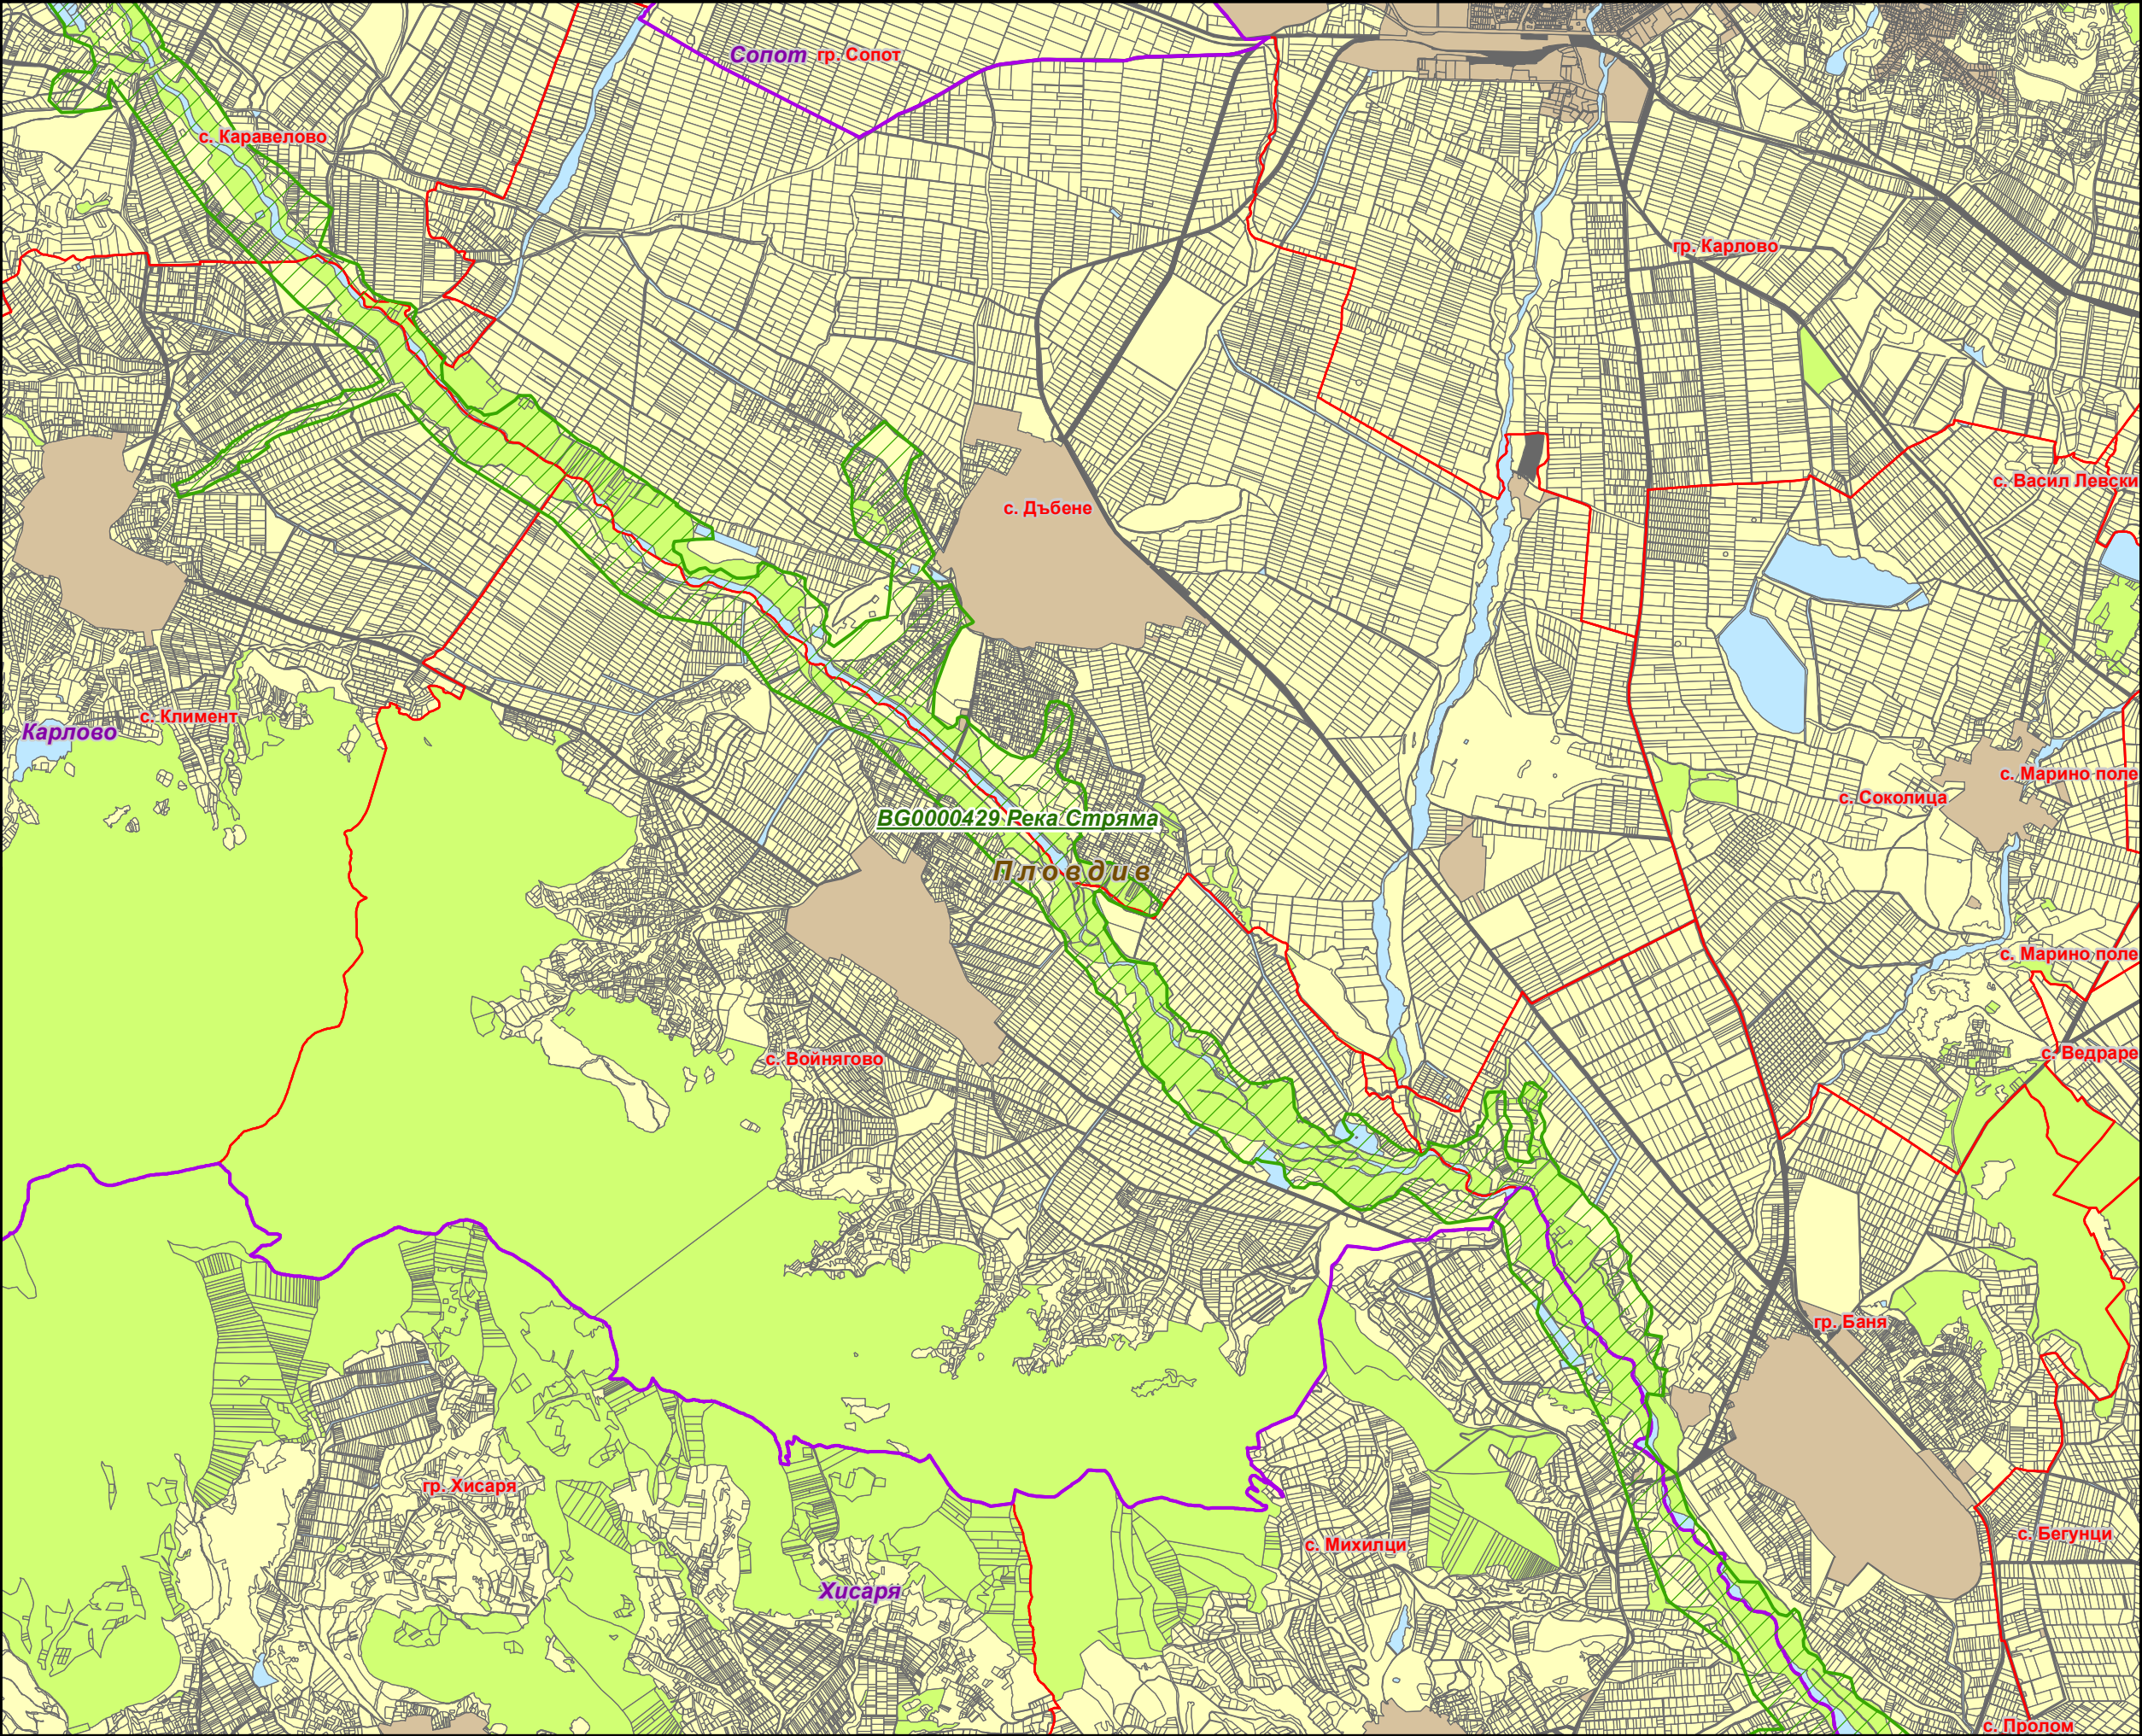 Сопот гр. Сопот
с. Каравелово
гр. Карлово
с. Васил Левски
с. Дъбене
с. Климент
Карлово
с. Марино поле
с. Соколица
BG0000429 Река Стряма
Пловдив
с. Марино поле
с. Ведраре
с. Войнягово
гр. Баня
гр. Хисаря
с. Бегунци
с. Михилци
Хисаря
с. Пролом